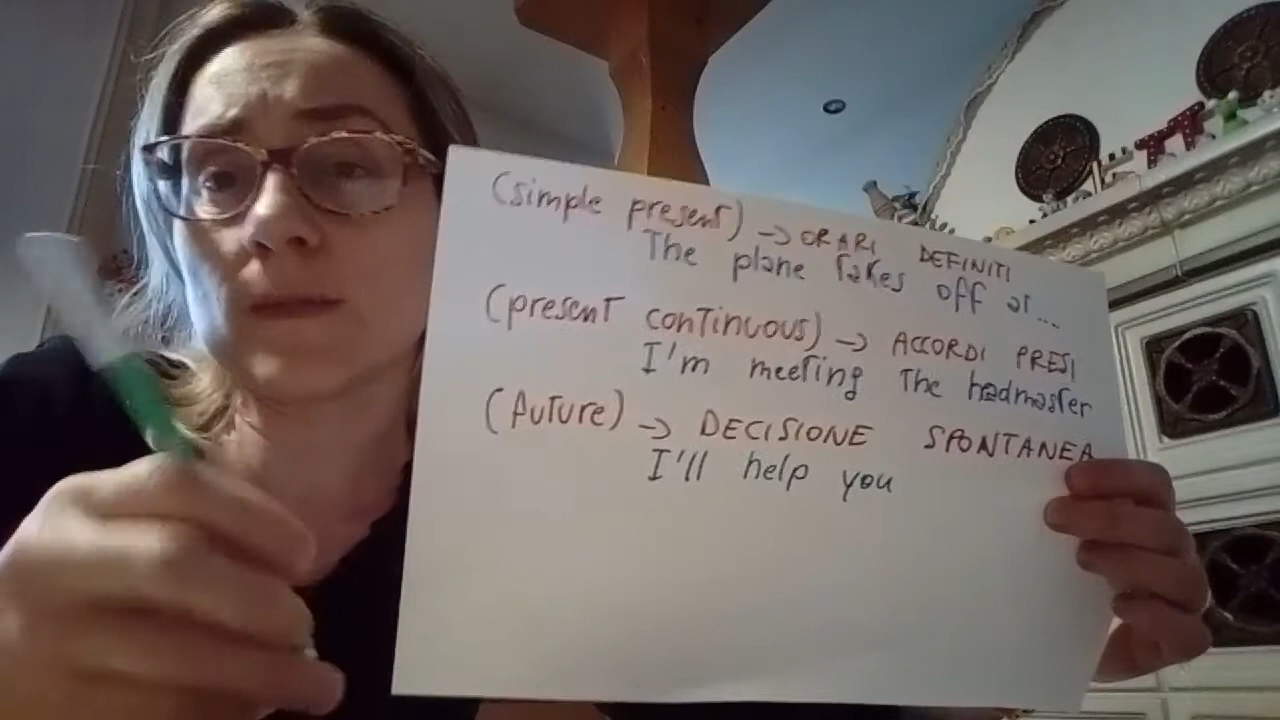 (simple present) -> ORARI DEFINITI
The plane takes off at...
(present continuous) -> ACCORDI PRESI
I'm meeting the hedmaster
(future) -> DECISIONE SPONTANEA
I'll help you